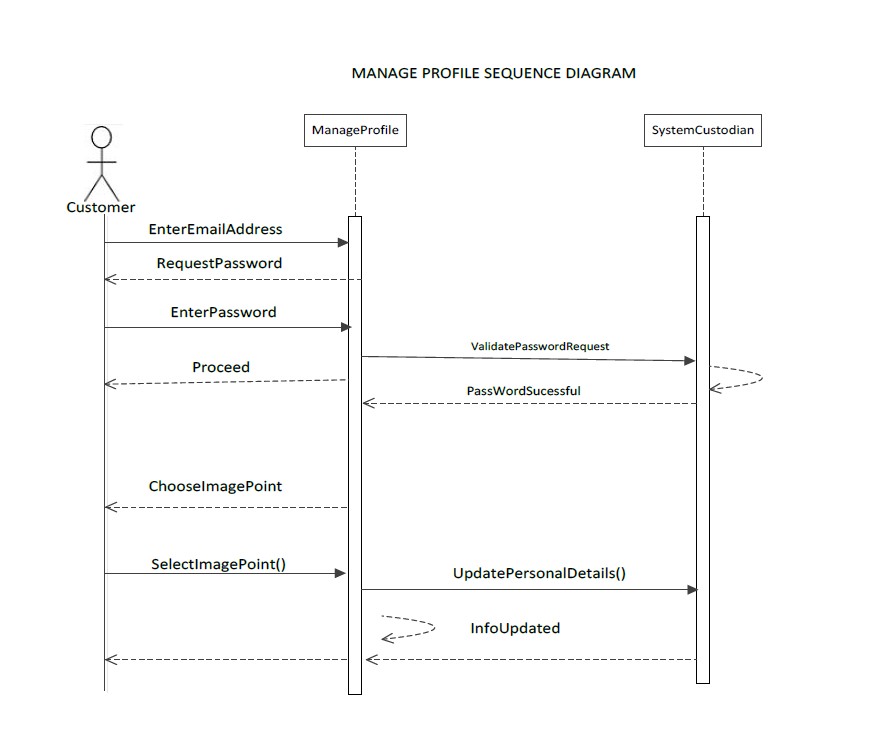 MANAGE PROFILE SEQUENCE DIAGRAM
ManageProfile
SystemCustodian
Customer
EnterEmailAddress
RequestPassword
EnterPassword
ValidatePasswordRequest
Proceed
PassWordSucessful
ChooseImagePoint
SelectImagePoint()
UpdatePersonalDetails()
InfoUpdated